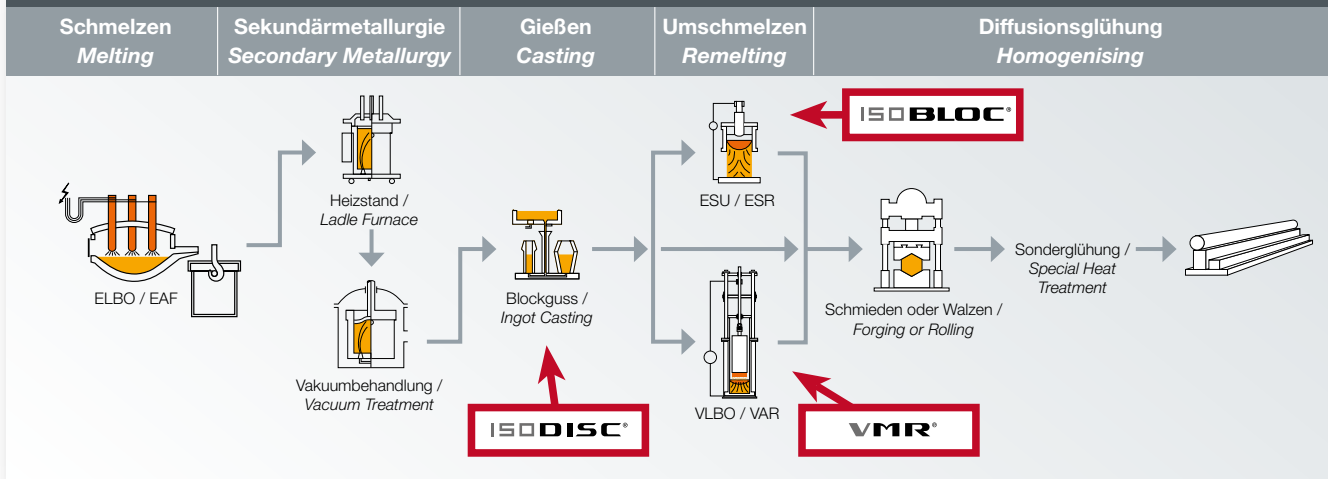 Schmelzen
Melting
Sekundärmetallurgie
Secondary Metallurgy
Gießen
Casting
Umschmelzen
Remelting
Diffusionsglühung
Homogenising
ISOBLOC®
Heizstand /
Ladle Furnace
ESU / ESR
ELBO / EAF
Blockguss /
Ingot Casting
Schmieden oder Walzen /
Forging or Rolling
Sonderglühung /
Special Heat
Treatment
Vakuumbehandlung /
Vacuum Treatment
VLBO / VAR
ISODISC®
VMR®